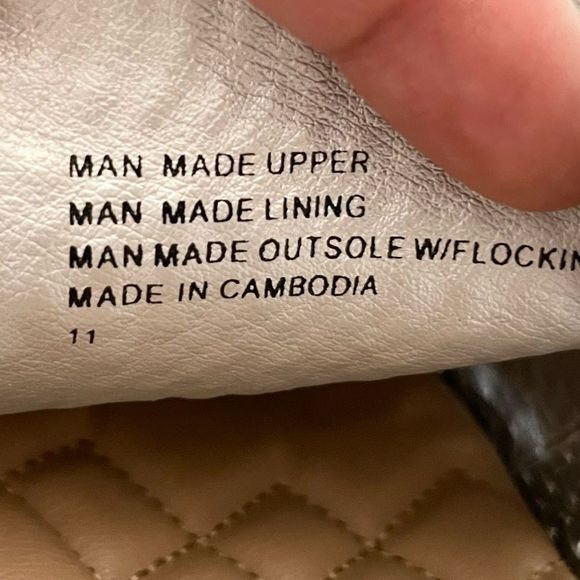 MAN MADE UPPER
MAN MADE LINING
MAN MADE OUTSOLE W/FLOCKIN
MADE IN CAMBODIA
11